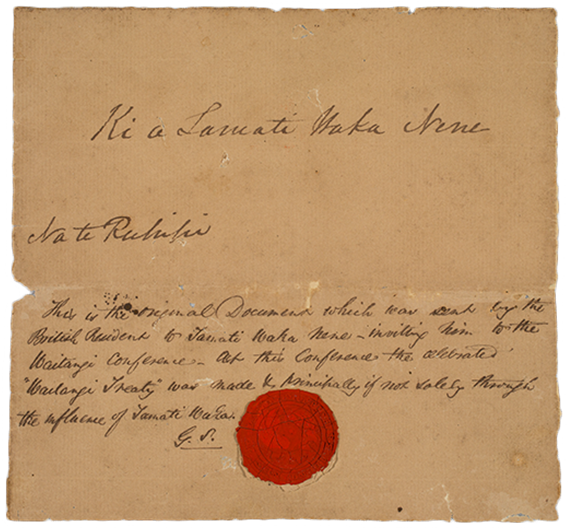 Ki a Tamati Waka Nene
Na te Puhipi
This is the original Document which was sent by the
British Resident to Tamati Waka Nene - inviting him to the
Waitangi Conference - At this Conference the celebrated
"Waitangi Treaty" was made & principally if not solely through
the influence of Tamati Waka.
G. S.